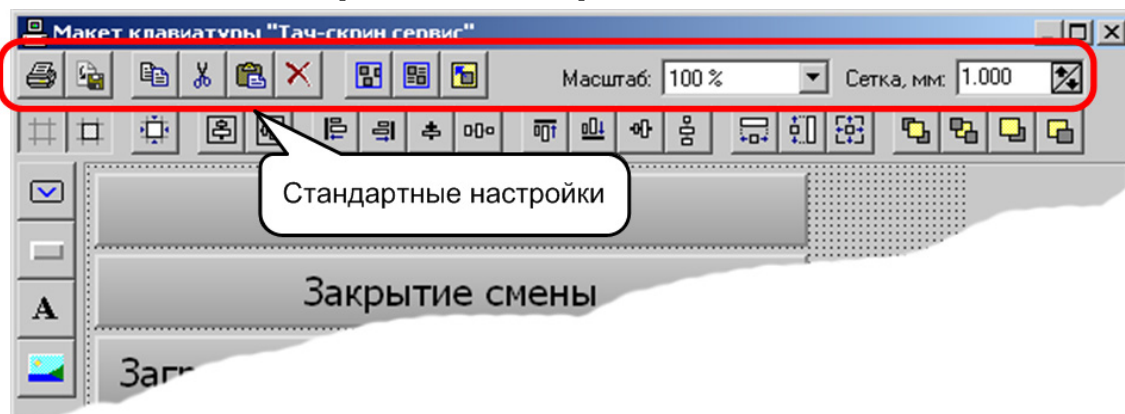 Макет клавиатуры "Тач-скрин сервис"
Масштаб: 100 % Сетка, мм: 1.000
Стандартные настройки
A
Закрытие смены